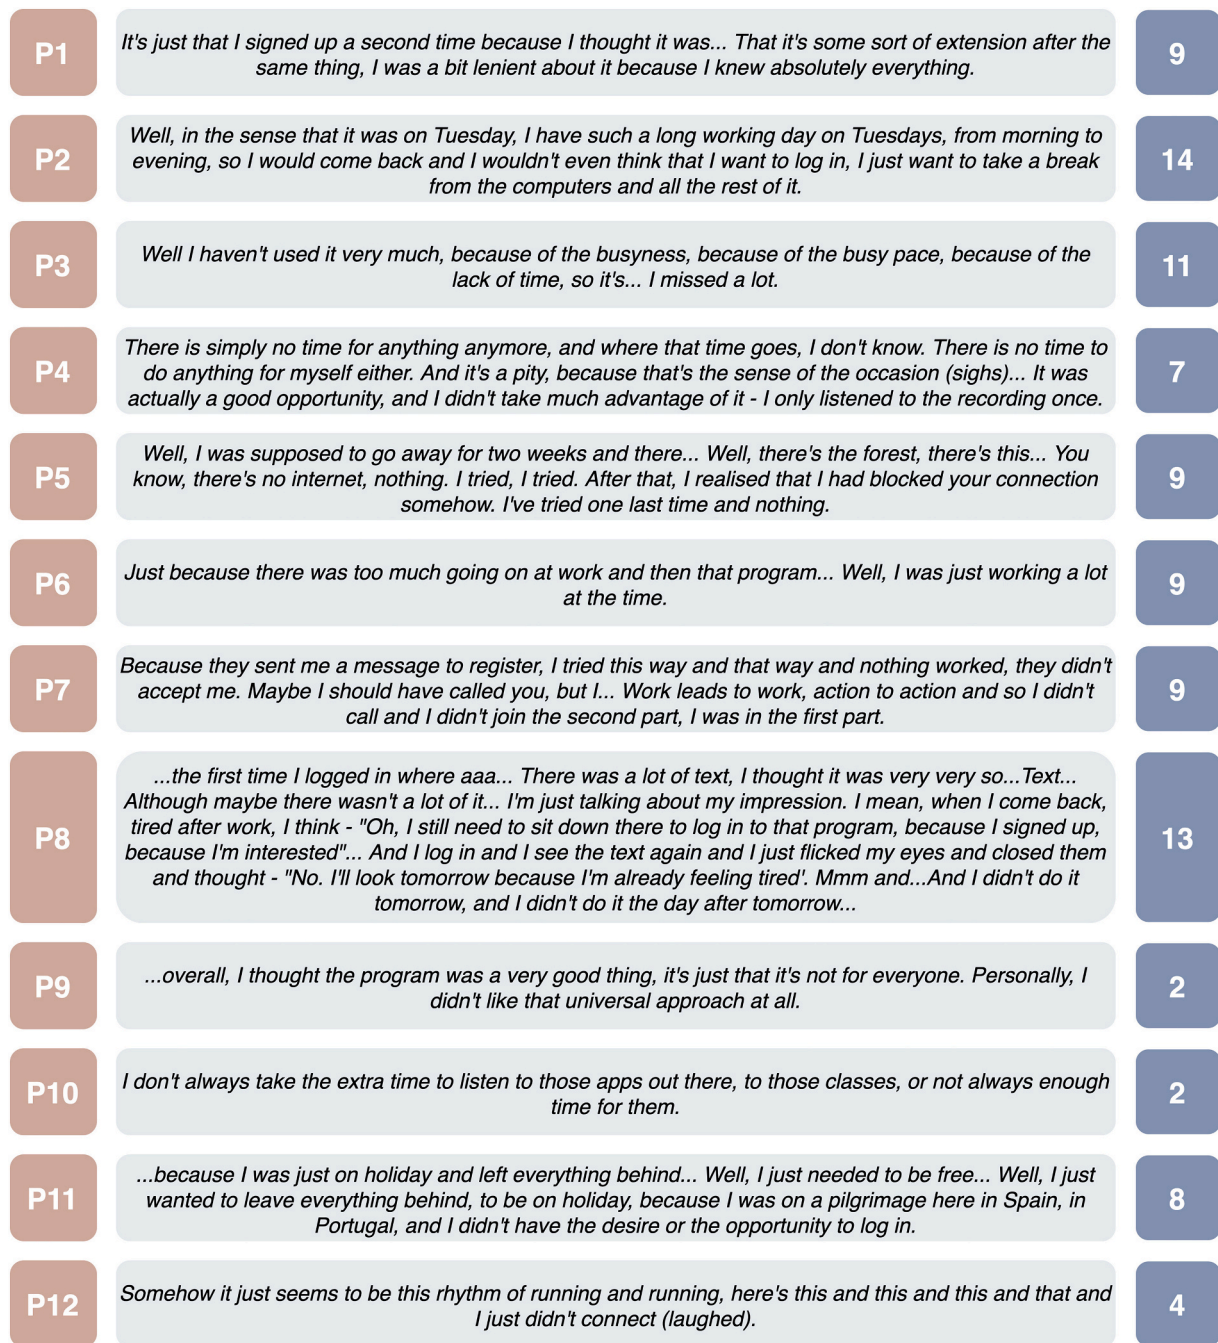 P1
It's just that I signed up a second time because I thought it was... That it's some sort of extension after the
same thing, I was a bit lenient about it because I knew absolutely everything.
9
P2
Well, in the sense that it was on Tuesday, I have such a long working day on Tuesdays, from morning to
evening, so I would come back and I wouldn't even think that I want to log in, I just want to take a break
from the computers and all the rest of it.
14
P3
Well I haven't used it very much, because of the busyness, because of the busy pace, because of the
lack of time, so it's... I missed a lot.
11
P4
There is simply no time for anything anymore, and where that time goes, I don't know. There is no time to
do anything for myself either. And it's a pity, because that's the sense of the occasion (sighs)... It was
actually a good opportunity, and I didn't take much advantage of it - I only listened to the recording once.
7
P5
Well, I was supposed to go away for two weeks and there... Well, there's the forest, there's this... You
know, there's no internet, nothing. I tried, I tried. After that, I realised that I had blocked your connection
somehow. I've tried one last time and nothing.
9
P6
Just because there was too much going on at work and then that program... Well, I was just working a lot
at the time.
9
P7
Because they sent me a message to register, I tried this way and that way and nothing worked, they didn't
accept me. Maybe I should have called you, but I... Work leads to work, action to action and so I didn't
call and I didn't join the second part, I was in the first part.
9
P8
...the first time I logged in where aaa... There was a lot of text, I thought it was very very so...Text...
Although maybe there wasn't a lot of it... I'm just talking about my impression. I mean, when I come back,
tired after work, I think - "Oh, I still need to sit down there to log in to that program, because I signed up,
because I'm interested"... And I log in and I see the text again and I just flicked my eyes and closed them
and thought - "No. I'll look tomorrow because I'm already feeling tired'. Mmm and...And I didn't do it
tomorrow, and I didn't do it the day after tomorrow...
13
P9
...overall, I thought the program was a very good thing, it's just that it's not for everyone. Personally, I
didn't like that universal approach at all.
2
P10
I don't always take the extra time to listen to those apps out there, to those classes, or not always enough
time for them.
2
P11
...because I was just on holiday and left everything behind... Well, I just needed to be free... Well, I just
wanted to leave everything behind, to be on holiday, because I was on a pilgrimage here in Spain, in
Portugal, and I didn't have the desire or the opportunity to log in.
8
P12
Somehow it just seems to be this rhythm of running and running, here's this and this and this and that and
I just didn't connect (laughed).
4